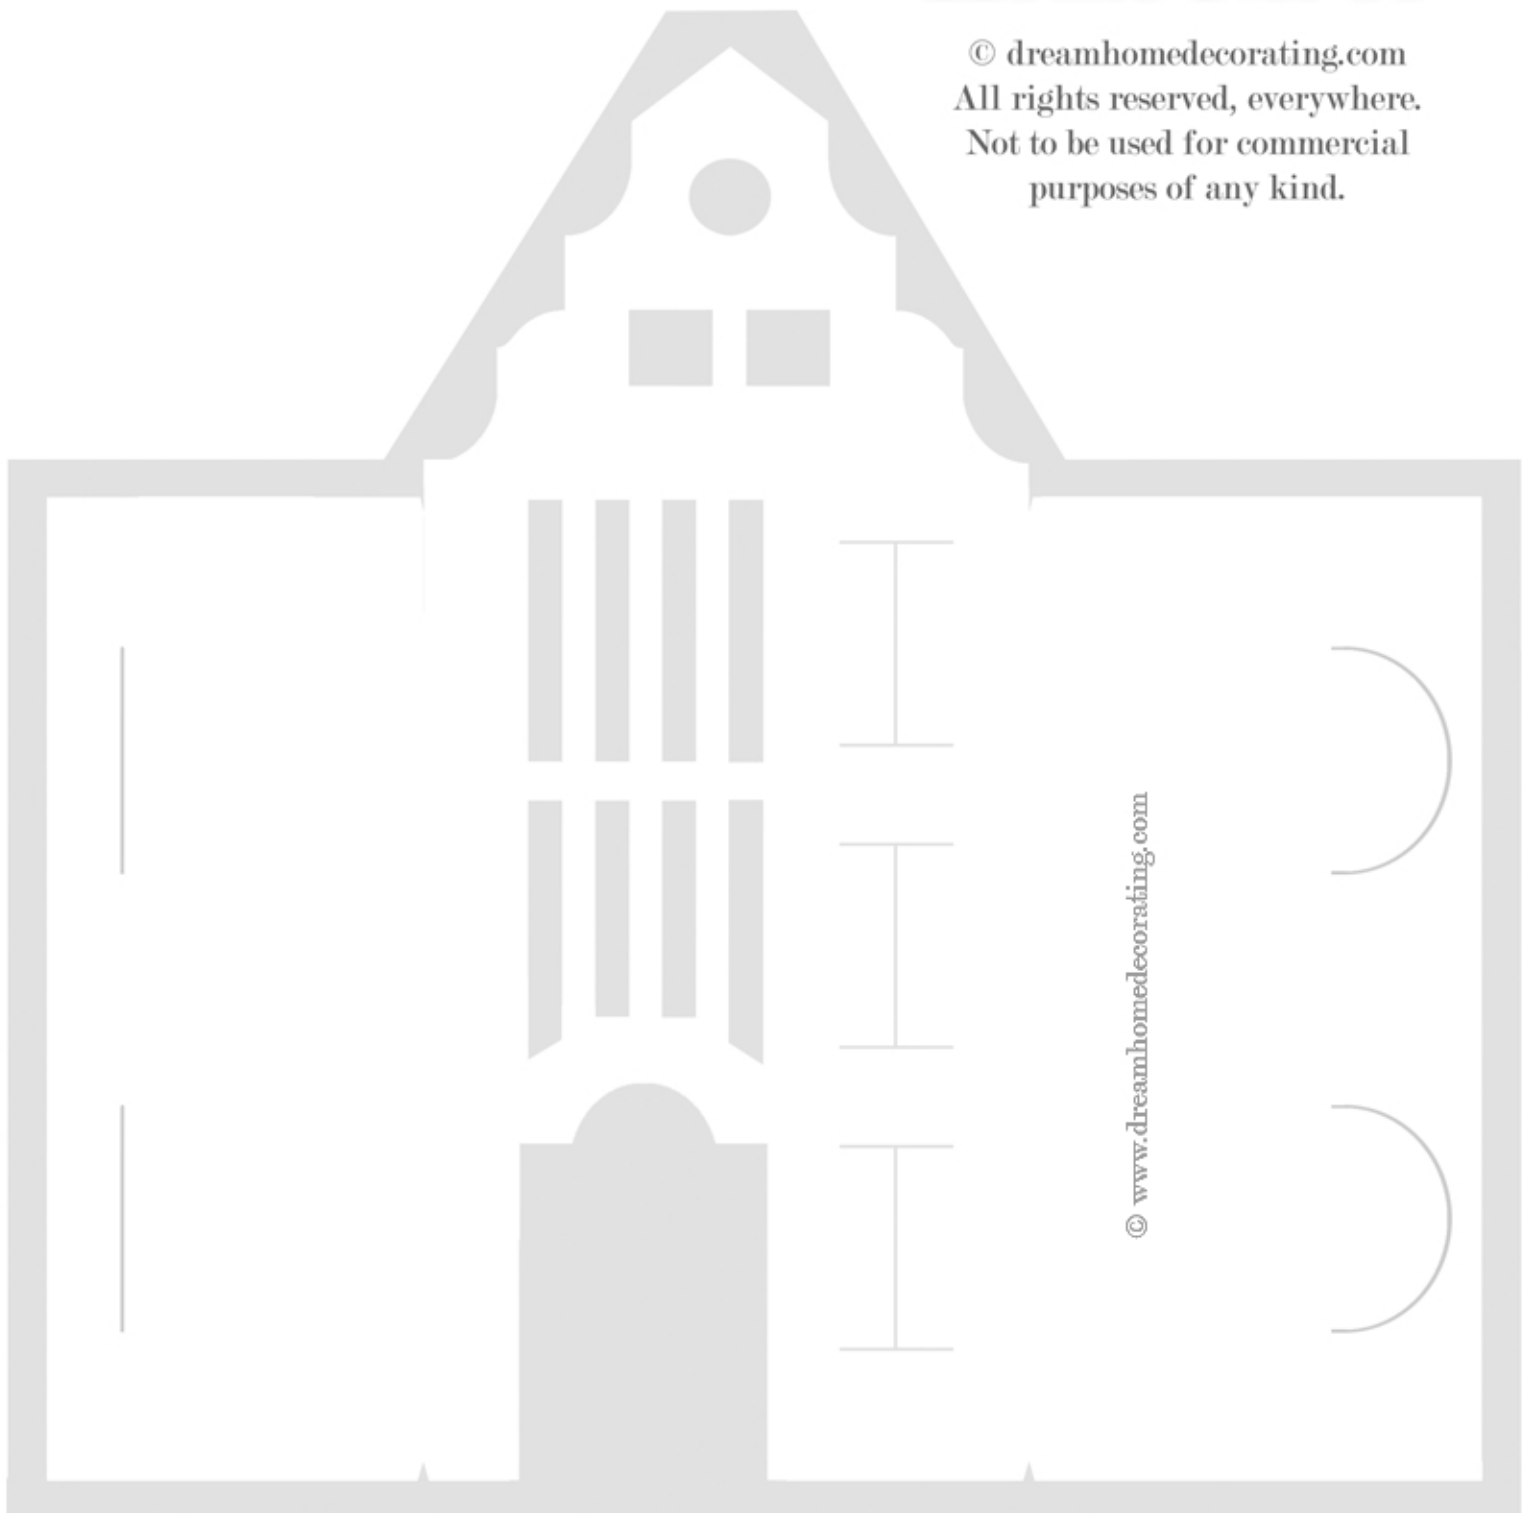 © dreamhomedecorating.com
All rights reserved, everywhere.
Not to be used for commercial
purposes of any kind.
© www.dreamhomedecorating.com